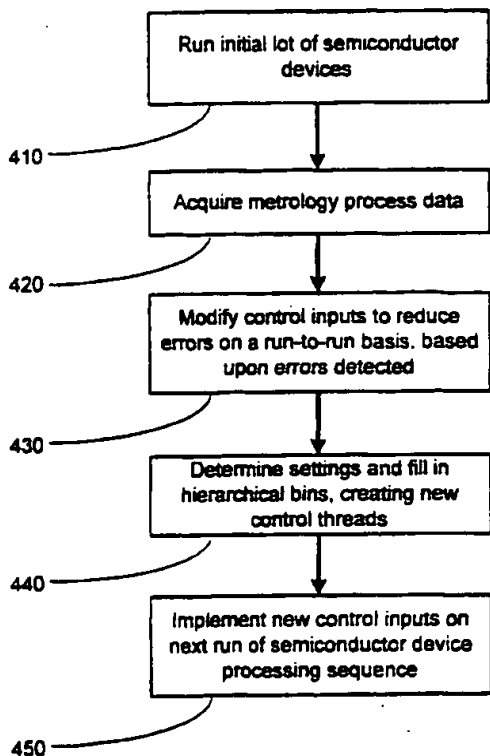 Run initial lot of semiconductor
devices
410
Acquire metrology process data
420
Modify control inputs to reduce
errors on a run-to-run basis, based
upon errors detected
430
Determine settings and fill in
hierarchical bins, creating new
control threads
440
Implement new control inputs on
next run of semiconductor device
processing sequence
450